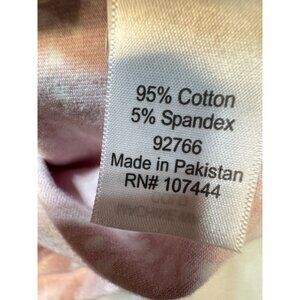 95% Cotton
5% Spandex
92766
Made in Pakistan
RN# 107444